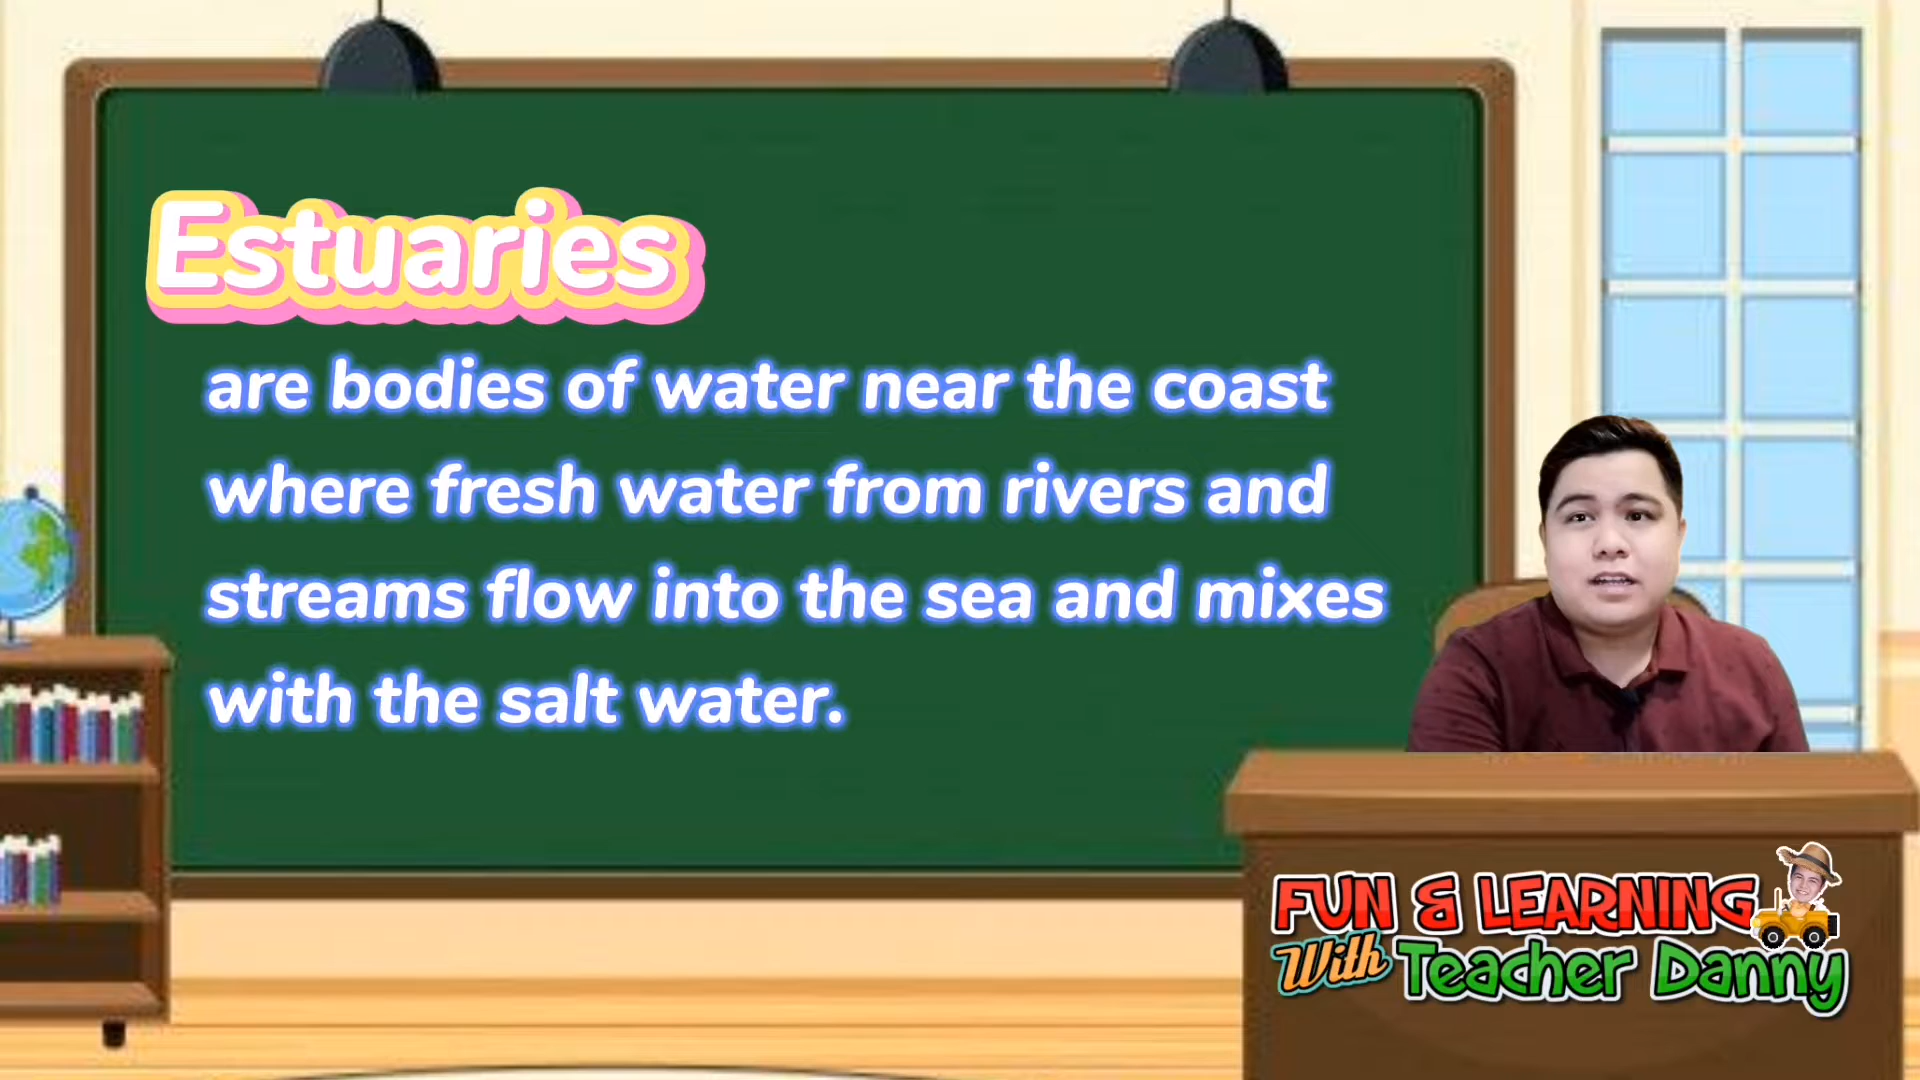 Estuaries
are bodies of water near the coast
where fresh water from rivers and
streams flow into the sea and mixes
with the salt water.
FUN & LEARNING
With Teacher Danny